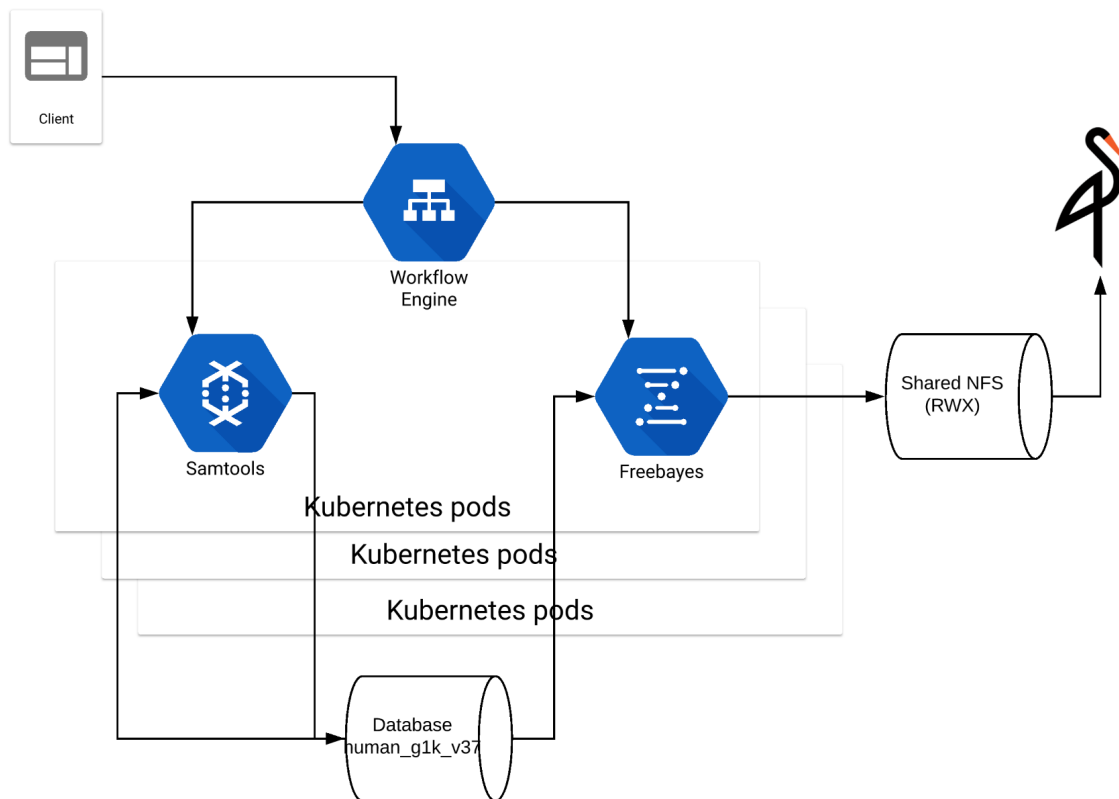 Client
Workflow
Engine
Samtools
Freebayes
Shared NFS
(RWX)
Kubernetes pods
Kubernetes pods
Kubernetes pods
Database
human_g1k_v37